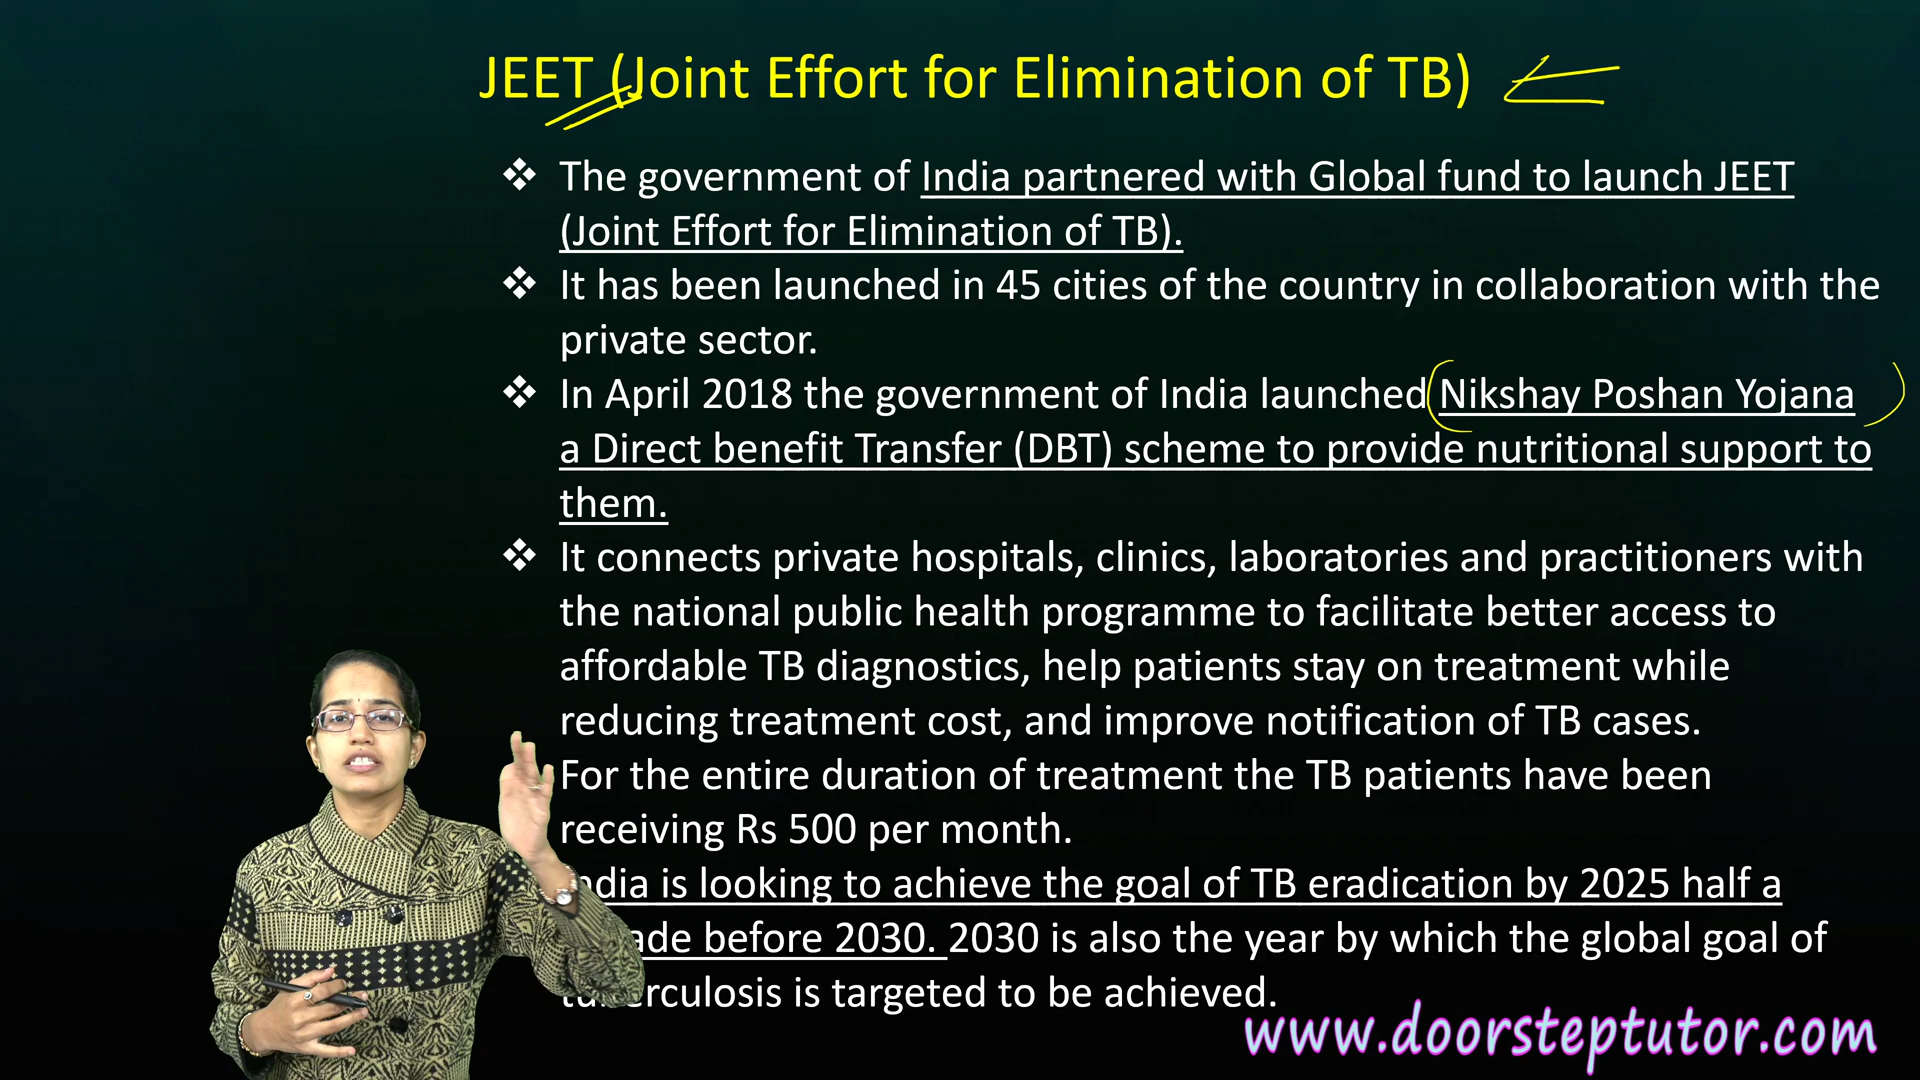 JEET (Joint Effort for Elimination of TB)
The government of India partnered with Global fund to launch JEET
(Joint Effort for Elimination of TB).
It has been launched in 45 cities of the country in collaboration with the
private sector.
In April 2018 the government of India launched Nikshay Poshan Yojana
a Direct benefit Transfer (DBT) scheme to provide nutritional support to
them.
It connects private hospitals, clinics, laboratories and practitioners with
the national public health programme to facilitate better access to
affordable TB diagnostics, help patients stay on treatment while
reducing treatment cost, and improve notification of TB cases.
For the entire duration of treatment the TB patients have been
receiving Rs 500 per month.
India is looking to achieve the goal of TB eradication by 2025 half a
before 2030. 2030 is also the year by which the global goal of
tuberculosis is targeted to be achieved.
www.doorsteptutor.com